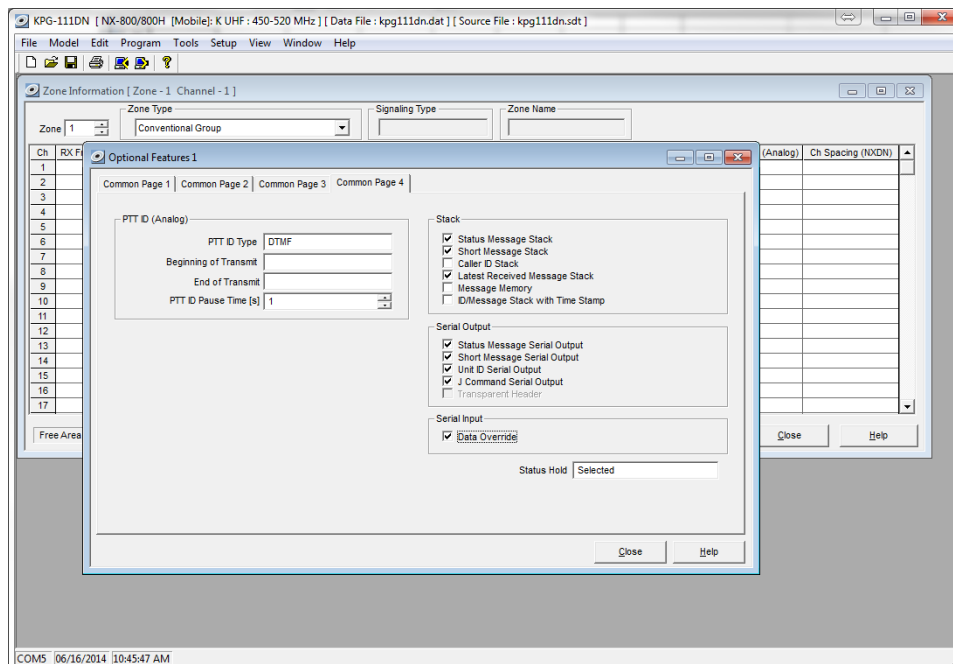 KPG-111DN [ NX-800/800H [Mobile]: K UHF : 450-520 MHz ] [ Data File : kpg111dn.dat ] [ Source File : kpg111dn.sdt ]
File Model Edit Program Tools Setup View Window Help
Zone Information [ Zone - 1 Channel - 1 ]
Zone 1
Zone Type
Conventional Group
Signaling Type
Zone Name
Ch RX (Analog) Ch Spacing (NXDN)
1
2
3
4
5
6
7
8
9
10
11
12
13
14
15
16
17
Free Area
Close
Help
Optional Features 1
Common Page 1 Common Page 2 Common Page 3 Common Page 4
PTT ID (Analog)
PTT ID Type DTMF
Beginning of Transmit
End of Transmit
PTT ID Pause Time [s] 1
Stack
Status Message Stack
Short Message Stack
Caller ID Stack
Latest Received Message Stack
Message Memory
ID/Message Stack with Time Stamp
Serial Output
Status Message Serial Output
Short Message Serial Output
Unit ID Serial Output
J Command Serial Output
Transparent Header
Serial Input
Data Override
Status Hold Selected
Close
Help
COM5 06/16/2014 10:45:47 AM